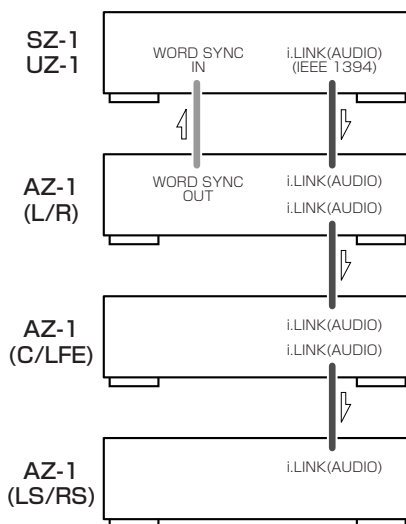 SZ-1
UZ-1
WORD SYNC
IN
i.LINK(AUDIO)
(IEEE 1394)
AZ-1
(L/R)
WORD SYNC
OUT
i.LINK(AUDIO)
i.LINK(AUDIO)
AZ-1
(C/LFE)
i.LINK(AUDIO)
i.LINK(AUDIO)
AZ-1
(LS/RS)
i.LINK(AUDIO)